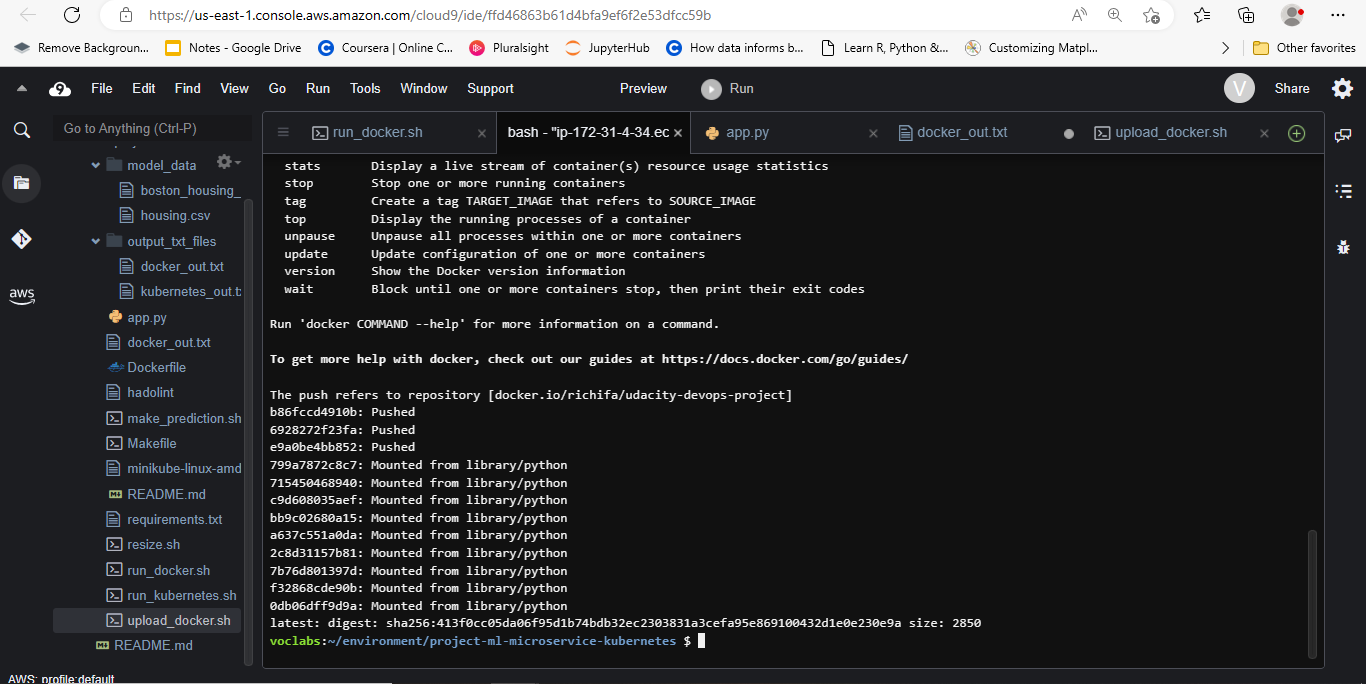 https://us-east-1.console.aws.amazon.com/cloud9/ide/ffd46863b61d4bfa9ef6f2e53dfcc59b
Remove Backgroun... Notes - Google Drive Coursera | Online C... Pluralsight JupyterHub How data informs b... Learn R, Python &... Customizing Matpl... Other favorites
9 File Edit Find View Go Run Tools Window Support Preview Run V Share
Go to Anything (Ctrl-P)
run_docker.sh bash - "ip-172-31-4-34.ec app.py docker_out.txt upload_docker.sh
model_data
boston_housing_
housing.csv
output_txt_files
docker_out.txt
kubernetes_out.t
app.py
docker_out.txt
Dockerfile
hadolint
make_prediction.sh
Makefile
minikube-linux-amd
README.md
requirements.txt
resize.sh
run_docker.sh
run_kubernetes.sh
upload_docker.sh
README.md
aws
stats Display a live stream of container(s) resource usage statistics
stop Stop one or more running containers
tag Create a tag TARGET_IMAGE that refers to SOURCE_IMAGE
top Display the running processes of a container
unpause Unpause all processes within one or more containers
update Update configuration of one or more containers
version Show the Docker version information
wait Block until one or more containers stop, then print their exit codes
Run 'docker COMMAND --help' for more information on a command.
To get more help with docker, check out our guides at https://docs.docker.com/go/guides/
The push refers to repository [docker.io/richifa/udacity-devops-project]
b86fccd4910b: Pushed
6928272f23fa: Pushed
e9a0be4bb852: Pushed
799a7872c8c7: Mounted from library/python
715450468940: Mounted from library/python
c9d608035aef: Mounted from library/python
bb9c02680a15: Mounted from library/python
a637c551a0da: Mounted from library/python
2c8d31157b81: Mounted from library/python
7b76d801397d: Mounted from library/python
f32868cde90b: Mounted from library/python
0db06dff9d9a: Mounted from library/python
latest: digest: sha256:413f0cc05da06f95d1b74bdb32ec2303831a3cefa95e869100432d1e0e230e9a size: 2850
voclabs:~/environment/project-ml-microservice-kubernetes $
AWS: profile:default